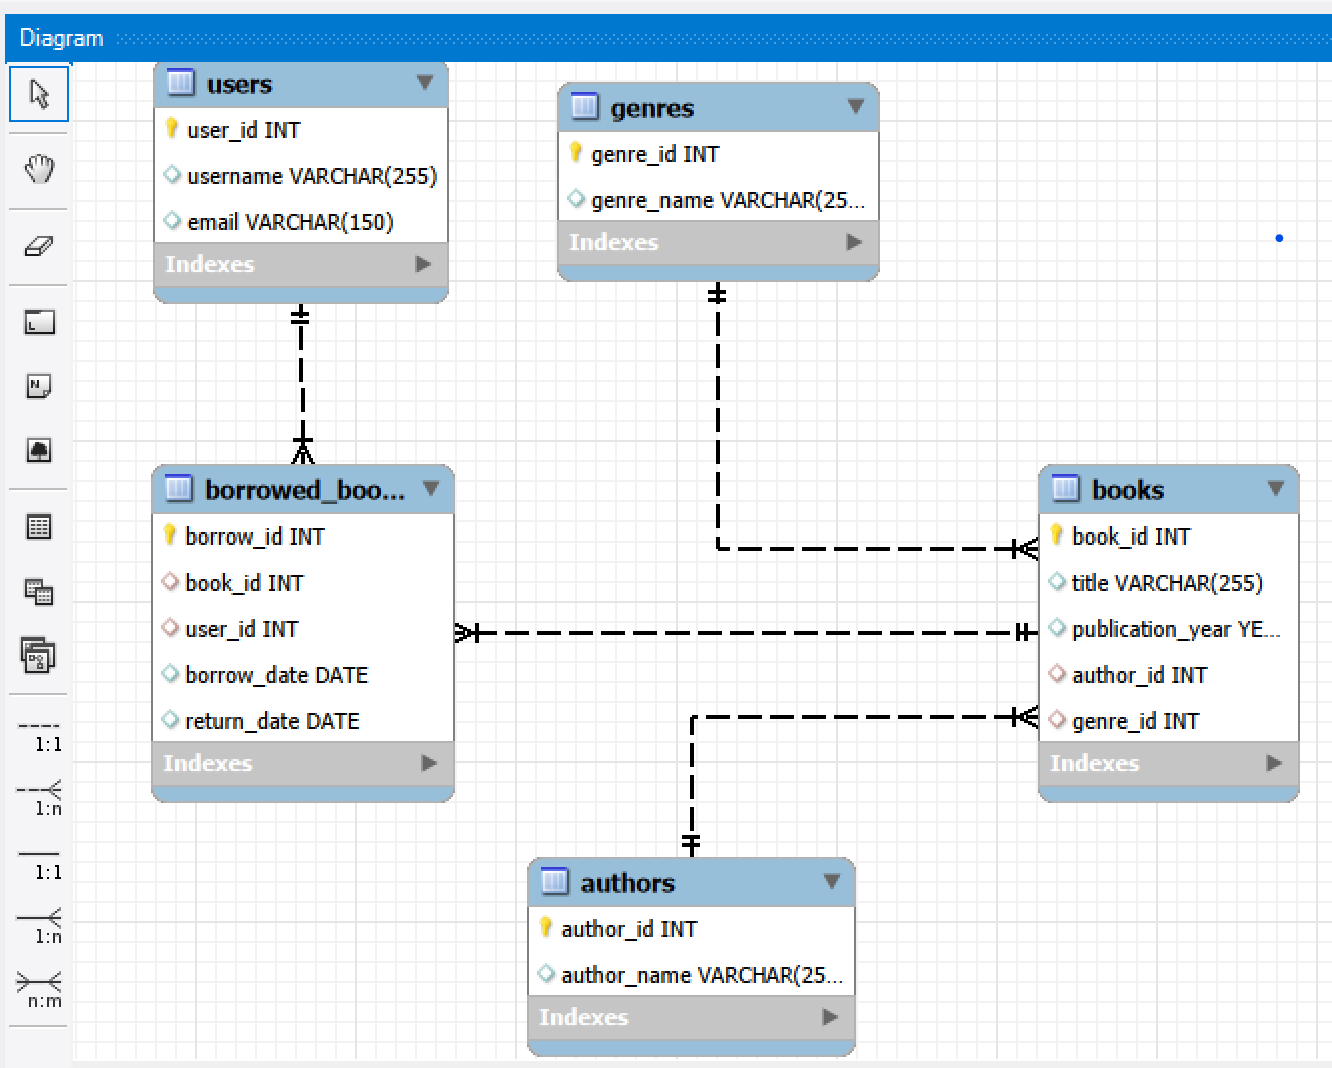 Diagram
users
user_id INT
username VARCHAR(255)
email VARCHAR(150)
Indexes
genres
genre_id INT
genre_name VARCHAR(25...
Indexes
borrowed_boo...
borrow_id INT
book_id INT
user_id INT
borrow_date DATE
return_date DATE
Indexes
books
book_id INT
title VARCHAR(255)
publication_year YE...
author_id INT
genre_id INT
Indexes
authors
author_id INT
author_name VARCHAR(25...
Indexes
L
N
1:1
1:n
1:1
1:n
n:m